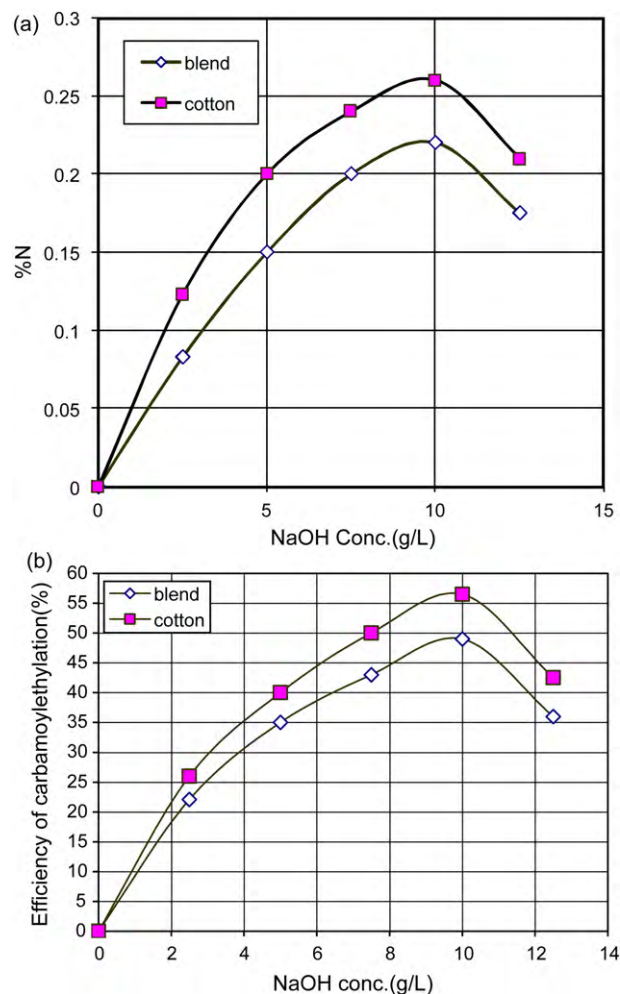 (a)
0.3
0.25
0.2
0.15
0.1
0.05
0
%N
blend
cotton
0 5 10 15
NaOH Conc.(g/L)
(b)
60
55
50
45
40
35
30
25
20
15
10
5
0
Efficiency of carbamoylethylation(%)
blend
cotton
0 2 4 6 8 10 12 14
NaOH conc.(g/L)